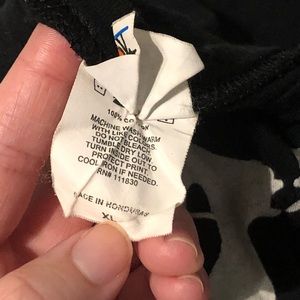 100% COTTON
MACHINE WASH WARM
WITH LIKE COLORS.
DO NOT BLEACH.
TUMBLE DRY LOW
TURN INSIDE OUT TO
PROTECT PRINT
COOL IRON IF NEEDED.
RN# 111830
MADE IN HONDURAS
XL